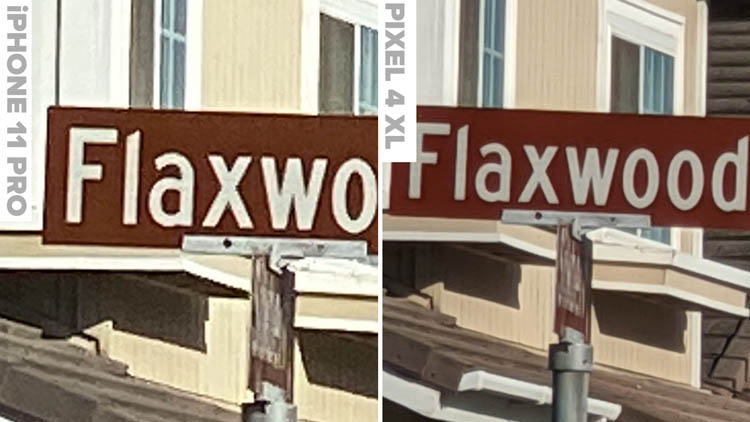 iPHONE 11 PRO
Flaxwo
PIXEL 4 XL
Flaxwood